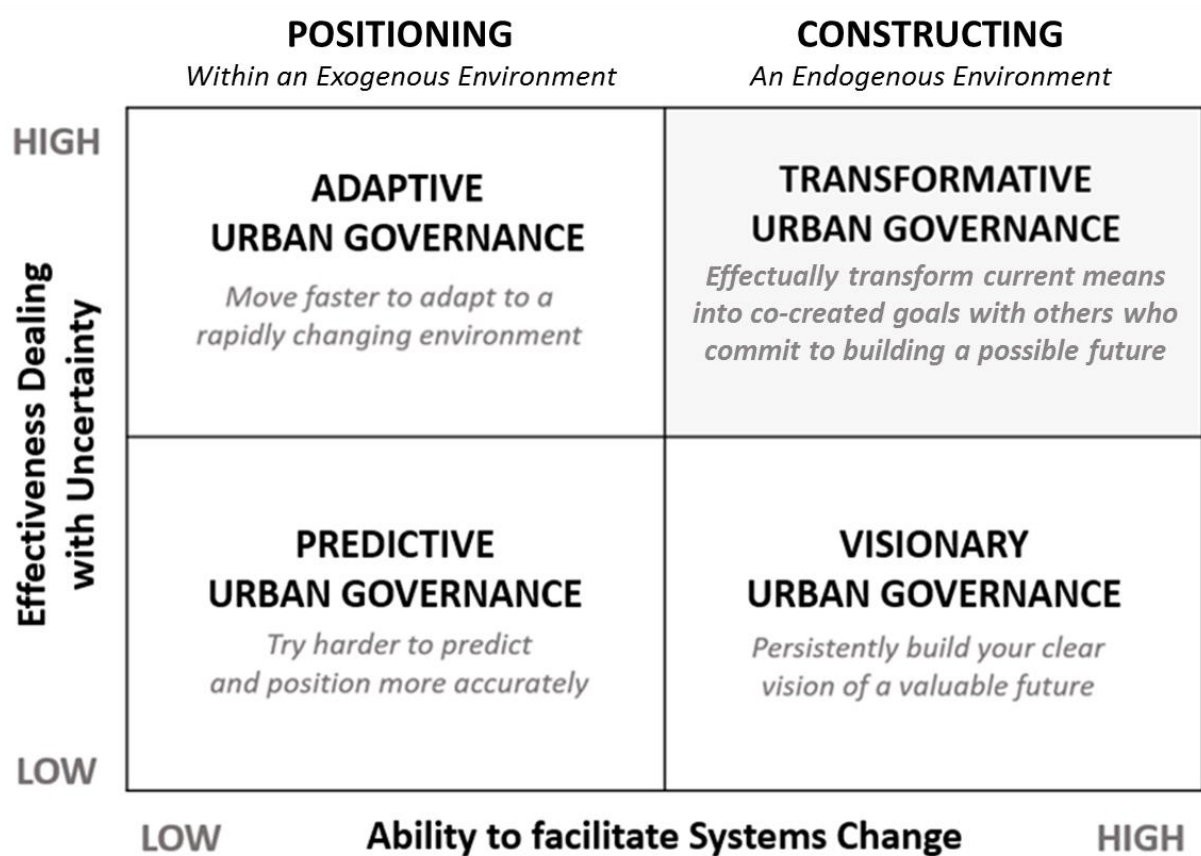 POSITIONING
Within an Exogenous Environment
CONSTRUCTING
An Endogenous Environment
HIGH
ADAPTIVE
URBAN GOVERNANCE
Move faster to adapt to a
rapidly changing environment
TRANSFORMATIVE
URBAN GOVERNANCE
Effectually transform current means
into co-created goals with others who
commit to building a possible future
Effectiveness Dealing
with Uncertainty
PREDICTIVE
URBAN GOVERNANCE
Try harder to predict
and position more accurately
VISIONARY
URBAN GOVERNANCE
Persistently build your clear
vision of a valuable future
LOW
LOW
Ability to facilitate Systems Change
HIGH